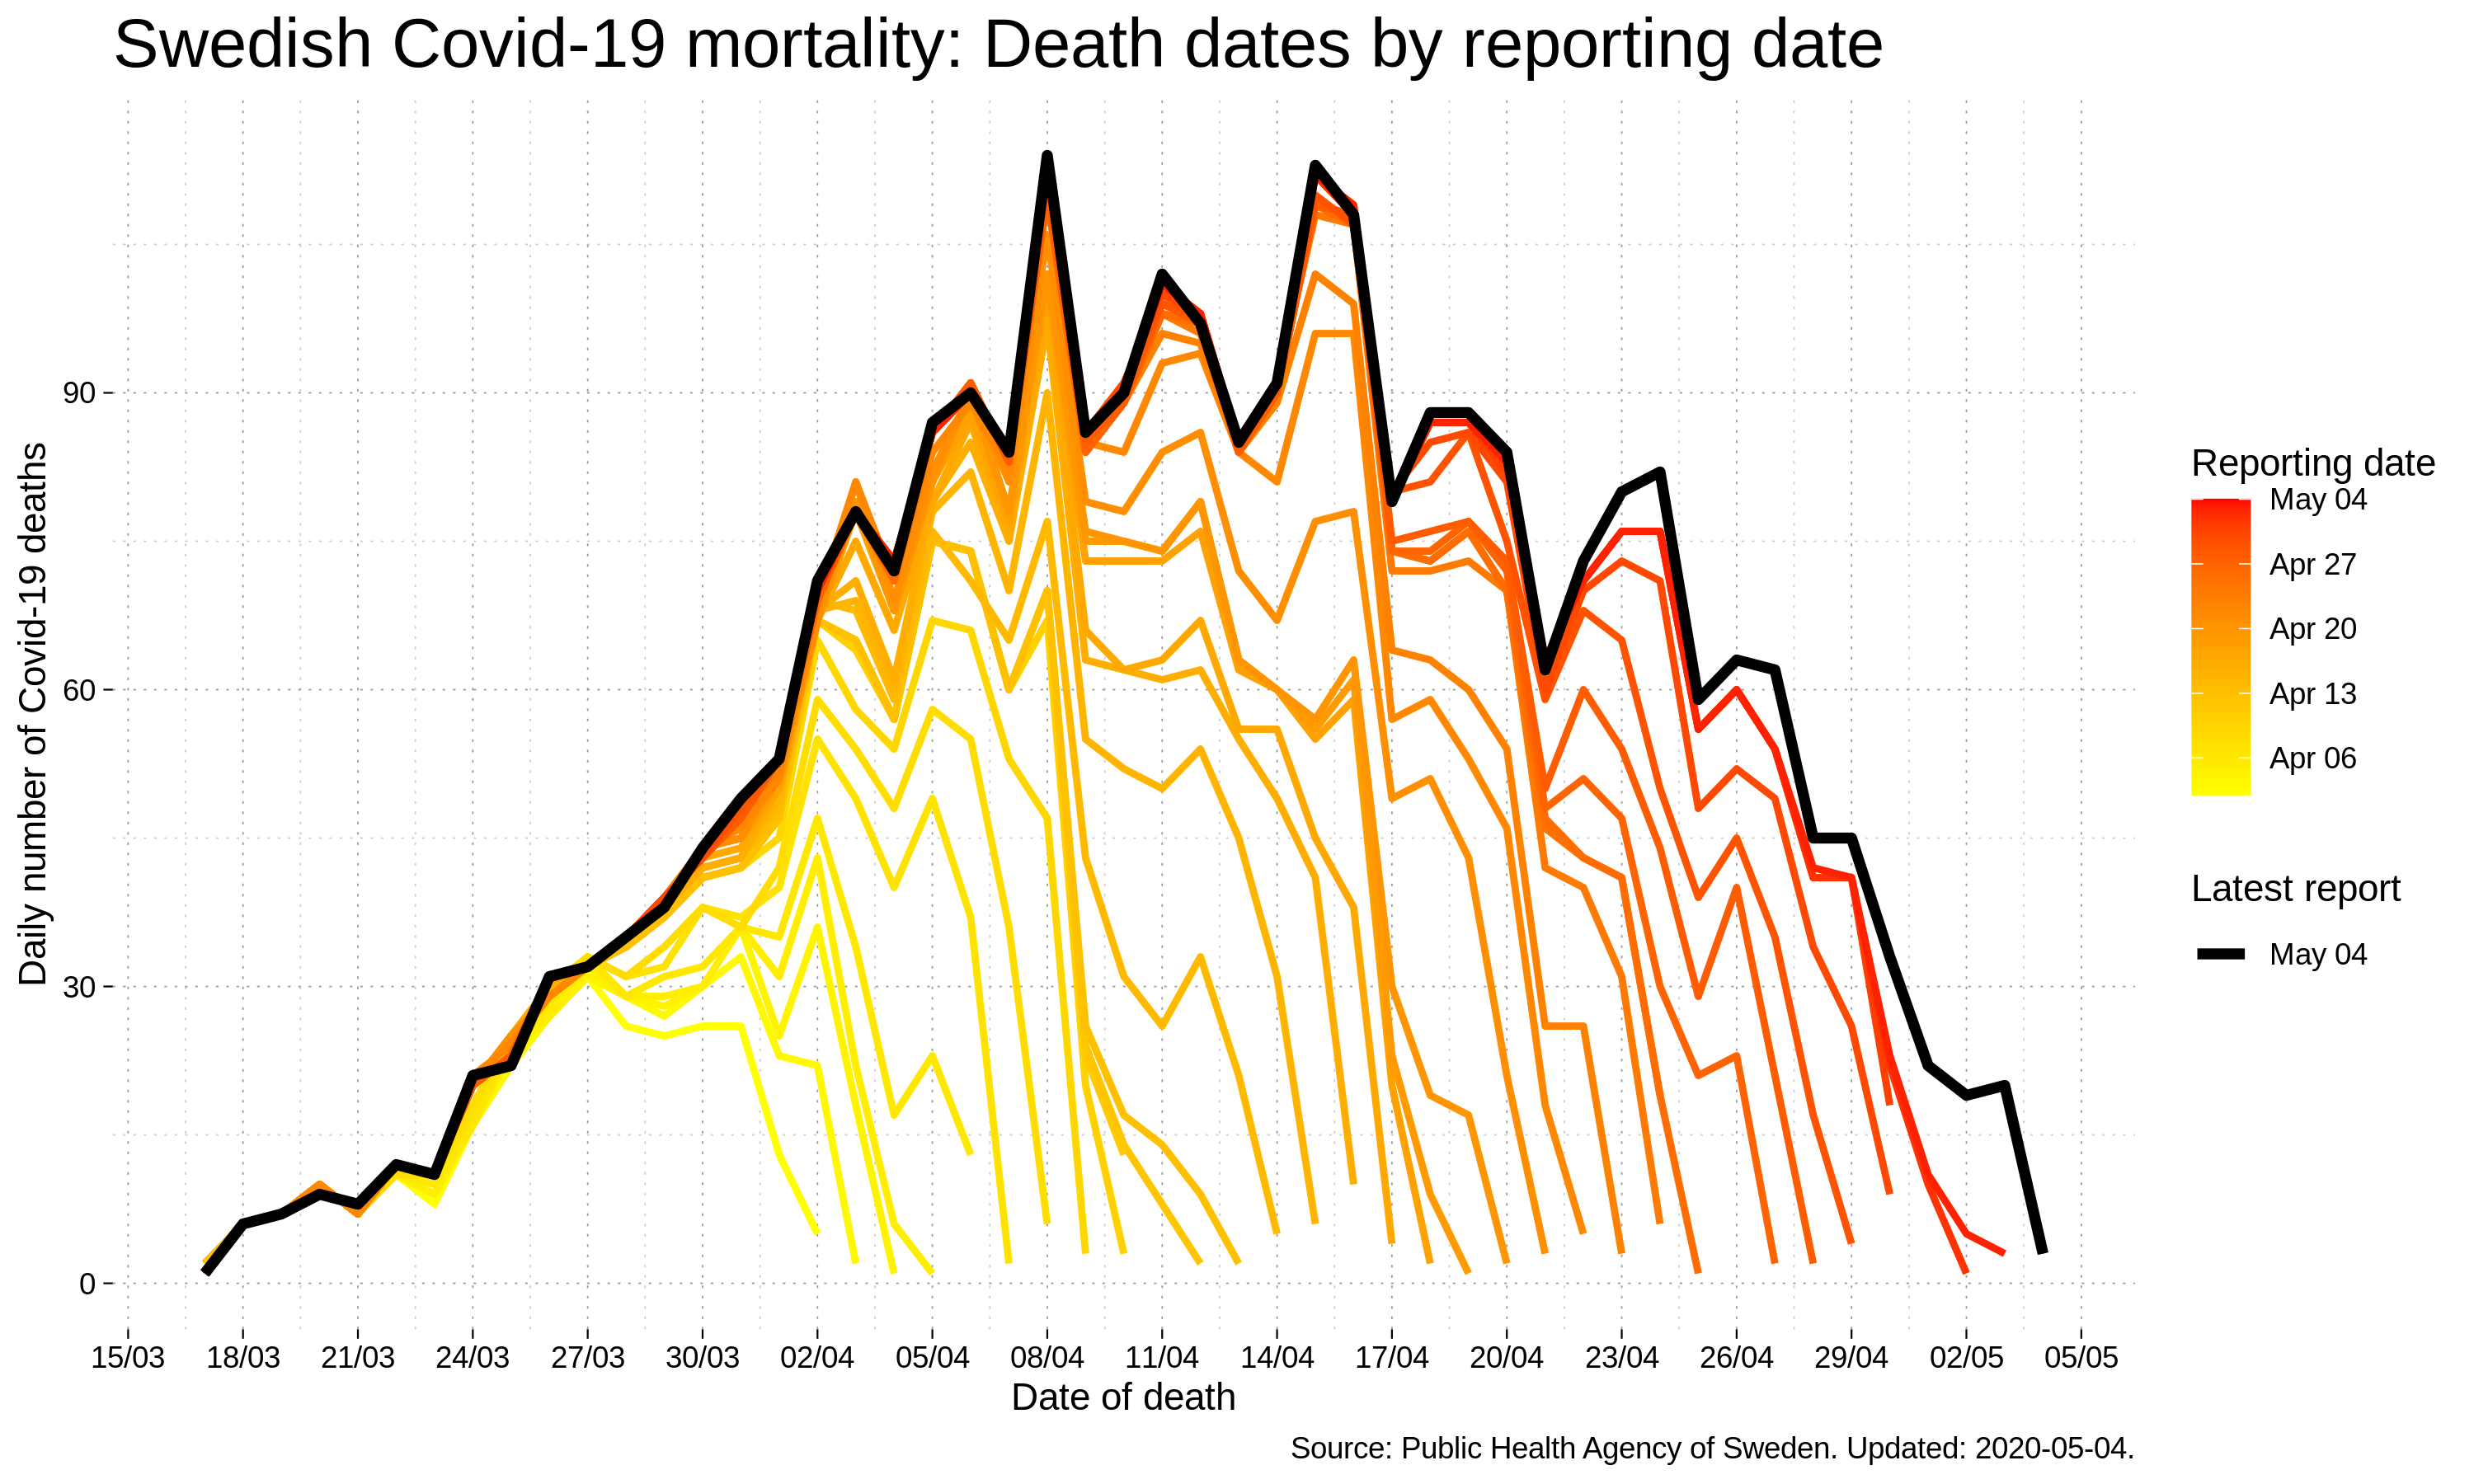 Swedish Covid-19 mortality: Death dates by reporting date
Daily number of Covid-19 deaths
90
60
30
0
15/03 18/03 21/03 24/03 27/03 30/03 02/04 05/04 08/04 11/04 14/04 17/04 20/04 23/04 26/04 29/04 02/05 05/05
Date of death
Reporting date
May 04
Apr 27
Apr 20
Apr 13
Apr 06
Latest report
May 04
Source: Public Health Agency of Sweden. Updated: 2020-05-04.